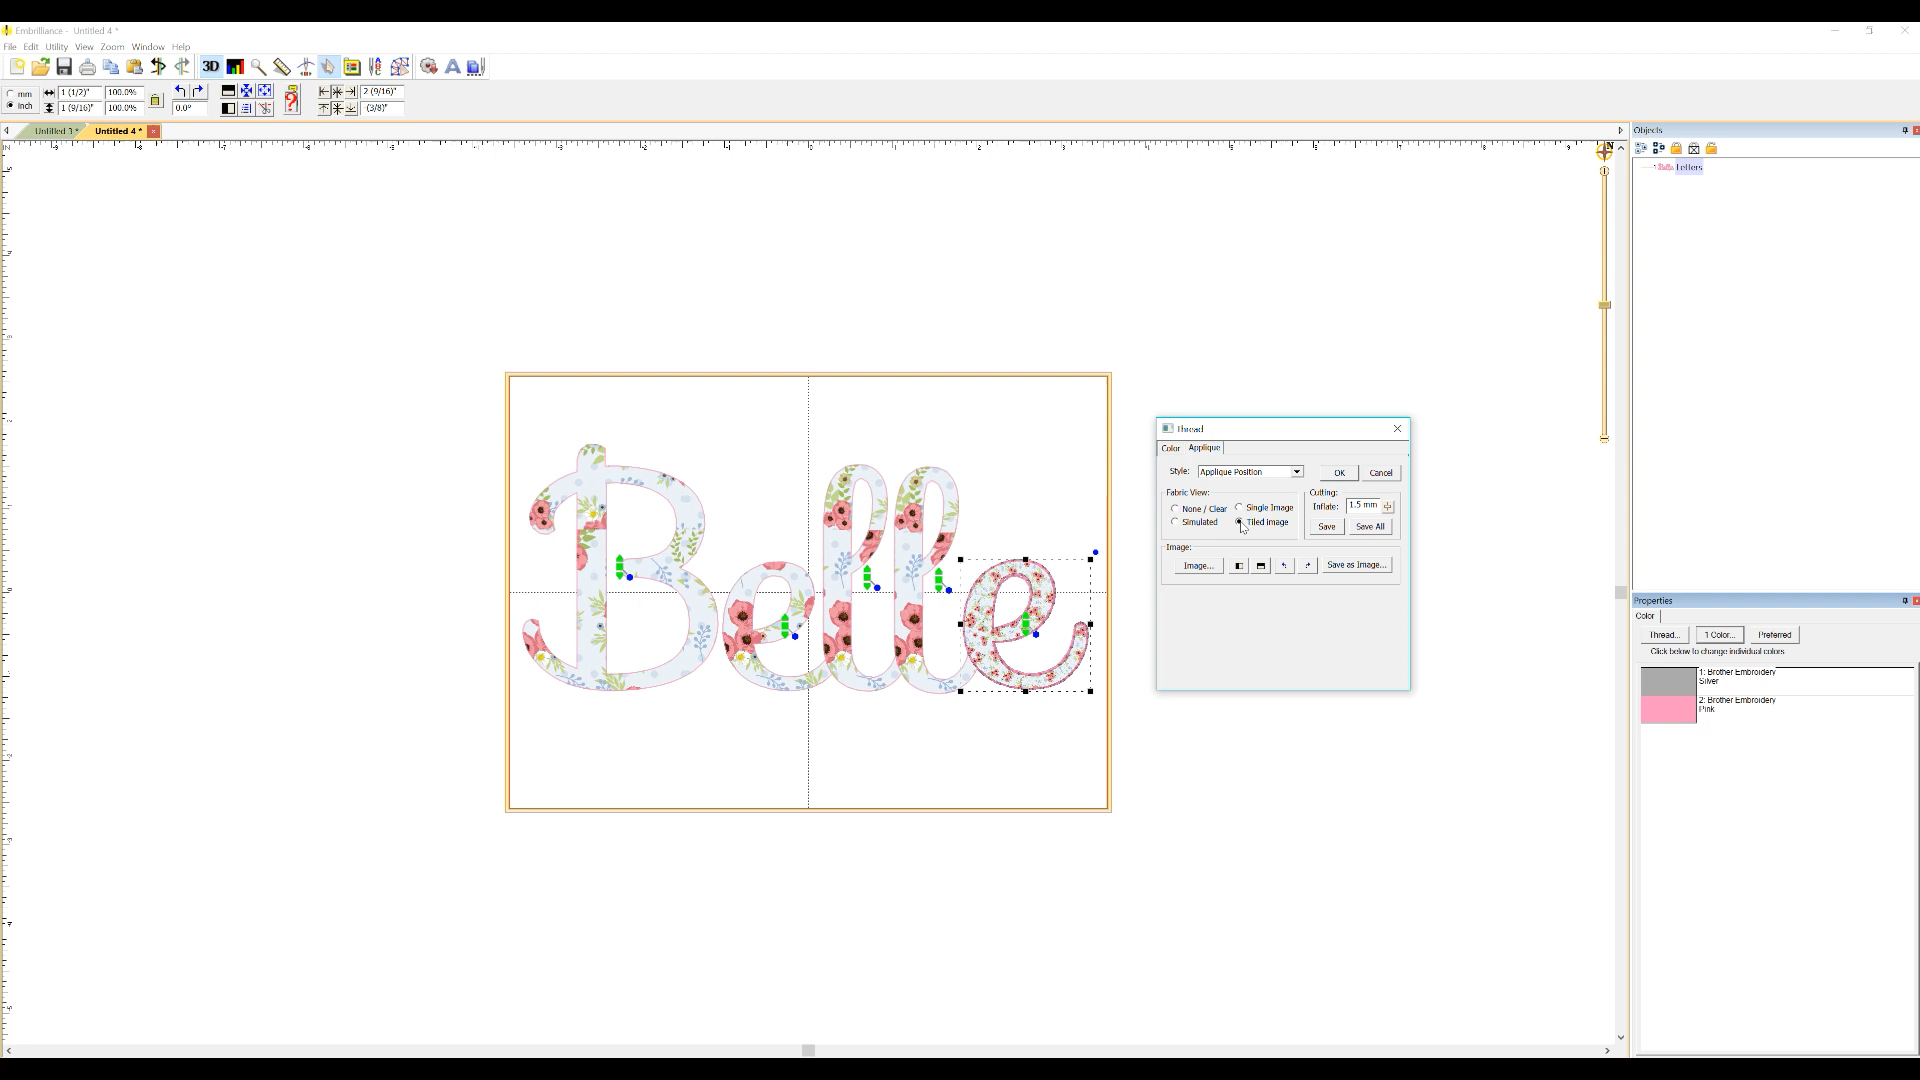 Embrilliance - Untitled 4 *
File Edit Utility View Zoom Window Help
3D
mm 1 (1/2)" 100.0% 2 (9/16)"
inch 1 (9/16)" 100.0% 0.0° -(3/8)"
Untitled 3 * Untitled 4 *
N
Objects
1 Letters
Belle
Thread
Color Applique
Style: Applique Position OK Cancel
Fabric View: Cutting:
None / Clear Single Image Inflate: 1.5 mm
Simulated Tiled image Save Save All
Image:
Image... Save as Image...
Properties
Color
Thread... 1 Color... Preferred
Click below to change individual colors
1: Brother Embroidery
Silver
2: Brother Embroidery
Pink